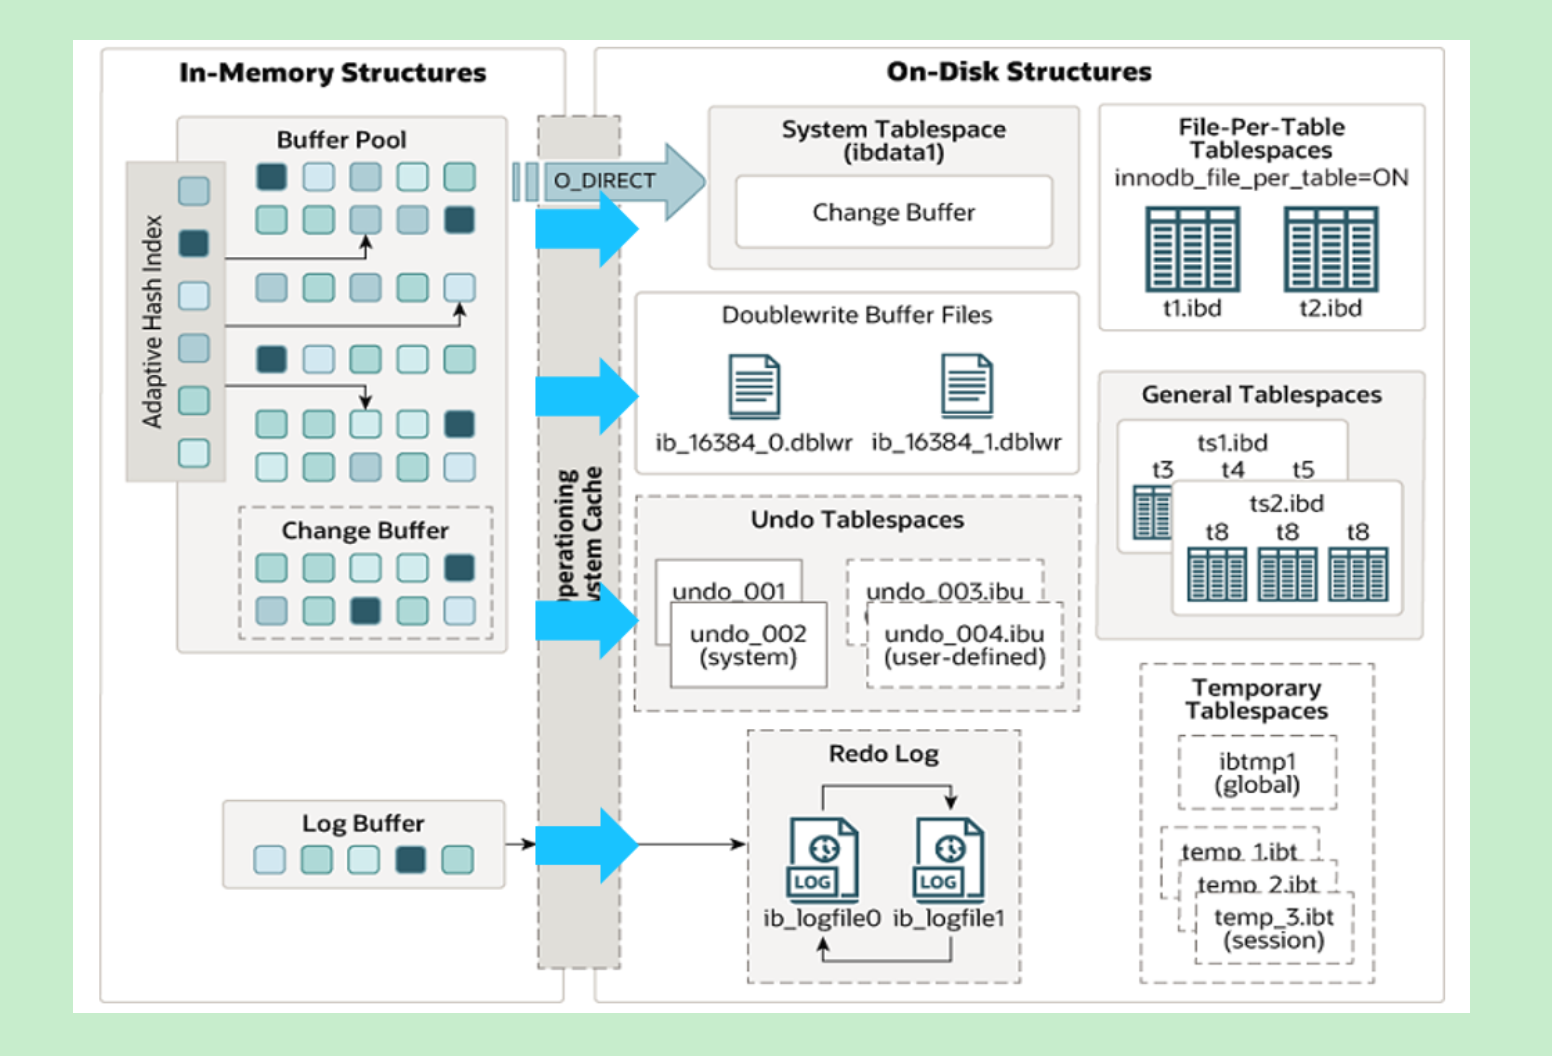 In-Memory Structures
Buffer Pool
Adaptive Hash Index
Change Buffer
Log Buffer
Operationing
System Cache
O_DIRECT
On-Disk Structures
System Tablespace
(ibdata1)
Change Buffer
Doublewrite Buffer Files
ib_16384_0.dblwr
ib_16384_1.dblwr
Undo Tablespaces
undo_001
undo_002
(system)
undo_003.ibu
undo_004.ibu
(user-defined)
Redo Log
LOG
LOG
ib_logfile0
ib_logfile1
File-Per-Table
Tablespaces
innodb_file_per_table=ON
t1.ibd
t2.ibd
General Tablespaces
ts1.ibd
t3 t4 t5
ts2.ibd
t8 t8 t8
Temporary
Tablespaces
ibtmp1
(global)
temp_1.ibt
temp_2.ibt
temp_3.ibt
(session)